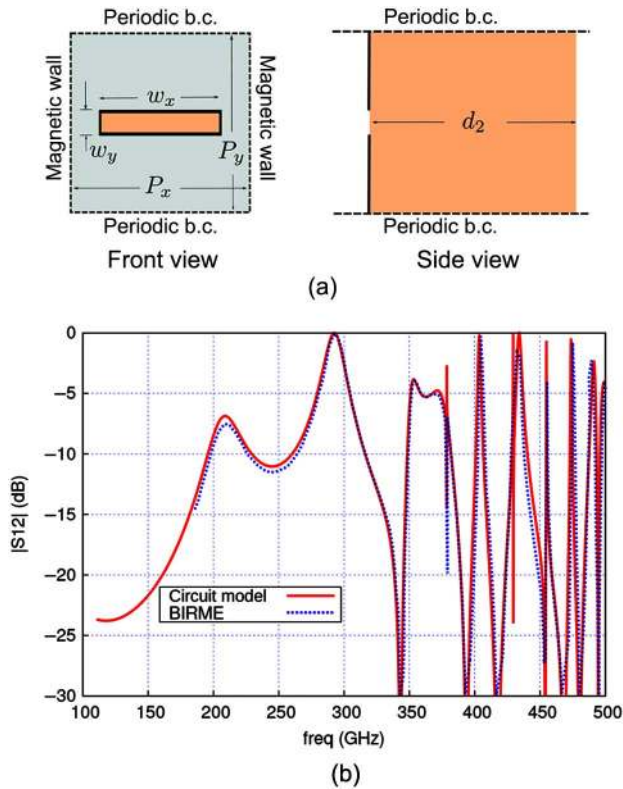 Periodic b.c.
Periodic b.c.
Magnetic wall
Magnetic wall
w_x
w_y
P_y
P_x
d_2
Periodic b.c.
Periodic b.c.
Front view
Side view
(a)
|S12| (dB)
0
−5
−10
−15
−20
−25
−30
Circuit model
BIRME
100 150 200 250 300 350 400 450 500
freq (GHz)
(b)